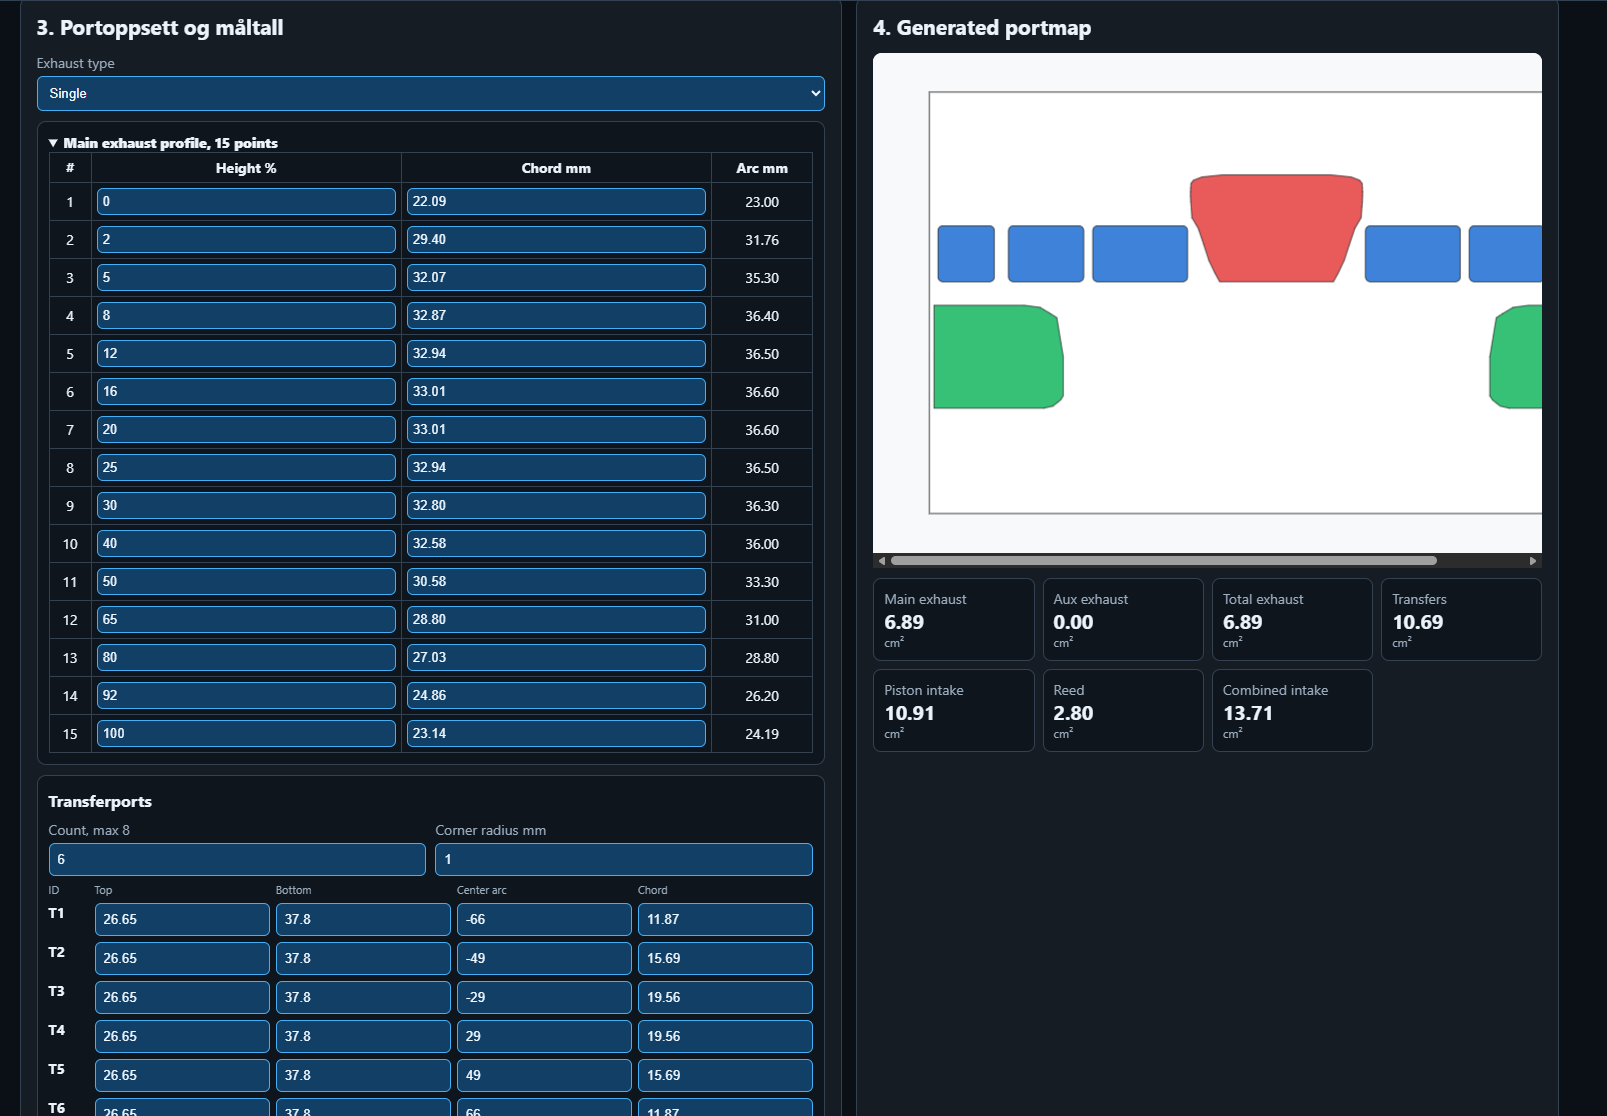 3. Portoppsett og måltall
Exhaust type
Single
▼ Main exhaust profile, 15 points
# Height % Chord mm Arc mm
1 0 22.09 23.00
2 2 29.40 31.76
3 5 32.07 35.30
4 8 32.87 36.40
5 12 32.94 36.50
6 16 33.01 36.60
7 20 33.01 36.60
8 25 32.94 36.50
9 30 32.80 36.30
10 40 32.58 36.00
11 50 30.58 33.30
12 65 28.80 31.00
13 80 27.03 28.80
14 92 24.86 26.20
15 100 23.14 24.19
Transferports
Count, max 8 Corner radius mm
6 1
ID Top Bottom Center arc Chord
T1 26.65 37.8 -66 11.87
T2 26.65 37.8 -49 15.69
T3 26.65 37.8 -29 19.56
T4 26.65 37.8 29 19.56
T5 26.65 37.8 49 15.69
T6 26.65 37.8 66 11.87
4. Generated portmap
Main exhaust
6.89
cm²
Aux exhaust
0.00
cm²
Total exhaust
6.89
cm²
Transfers
10.69
cm²
Piston intake
10.91
cm²
Reed
2.80
cm²
Combined intake
13.71
cm²